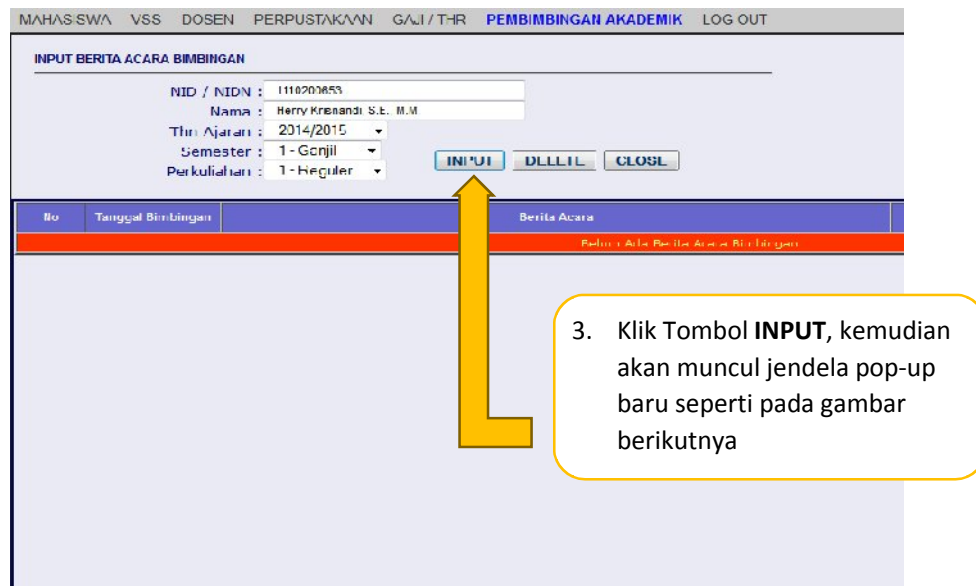 MAHASISWA VSS DOSEN PERPUSTAKAAN GAJI / THR PEMBIMBINGAN AKADEMIK LOG OUT
INPUT BERITA ACARA BIMBINGAN
NID / NIDN : 1110200653
Nama : Herry Krisnandi, S.E., M.M
Thn Ajaran : 2014/2015
Semester : 1 - Ganjil
Perkuliahan : 1 - Reguler
INPUT DELETE CLOSE
No Tanggal Bimbingan Berita Acara
Belum Ada Berita Acara Bimbingan
3. Klik Tombol INPUT, kemudian
akan muncul jendela pop-up
baru seperti pada gambar
berikutnya